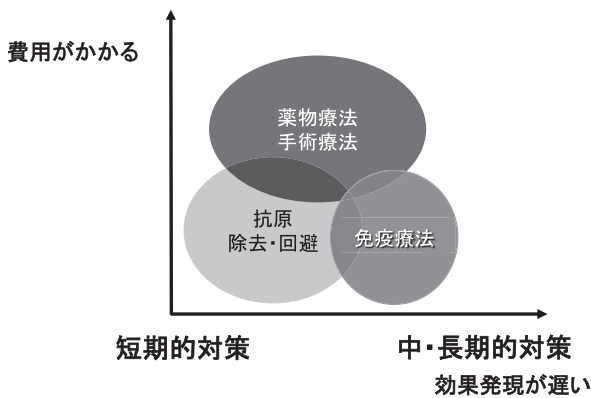 費用がかかる
薬物療法
手術療法
抗原
除去・回避
免疫療法
短期的対策
中・長期的対策
効果発現が遅い